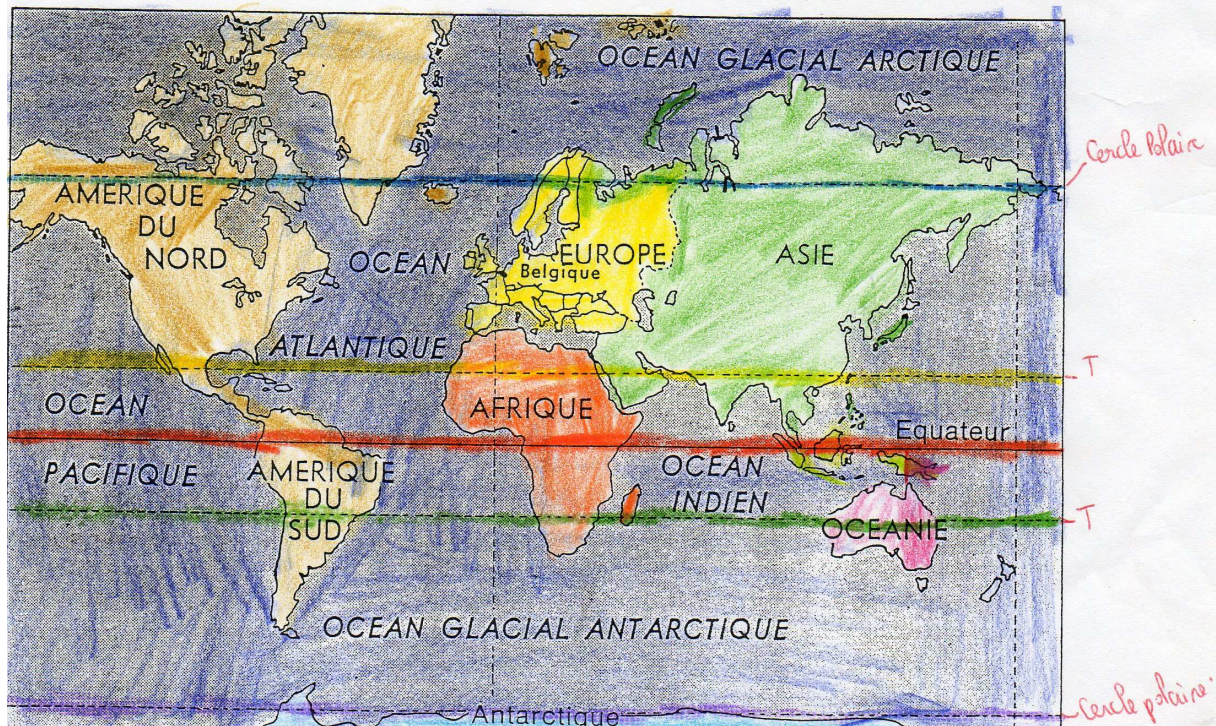 OCEAN GLACIAL ARCTIQUE
Cercle Polaire
AMERIQUE
DU
NORD
OCEAN
EUROPE
Belgique
ASIE
ATLANTIQUE
T
OCEAN
AFRIQUE
Equateur
PACIFIQUE
AMERIQUE
DU
SUD
OCEAN
INDIEN
OCEANIE
T
OCEAN GLACIAL ANTARCTIQUE
Antarctique
Cercle polaire